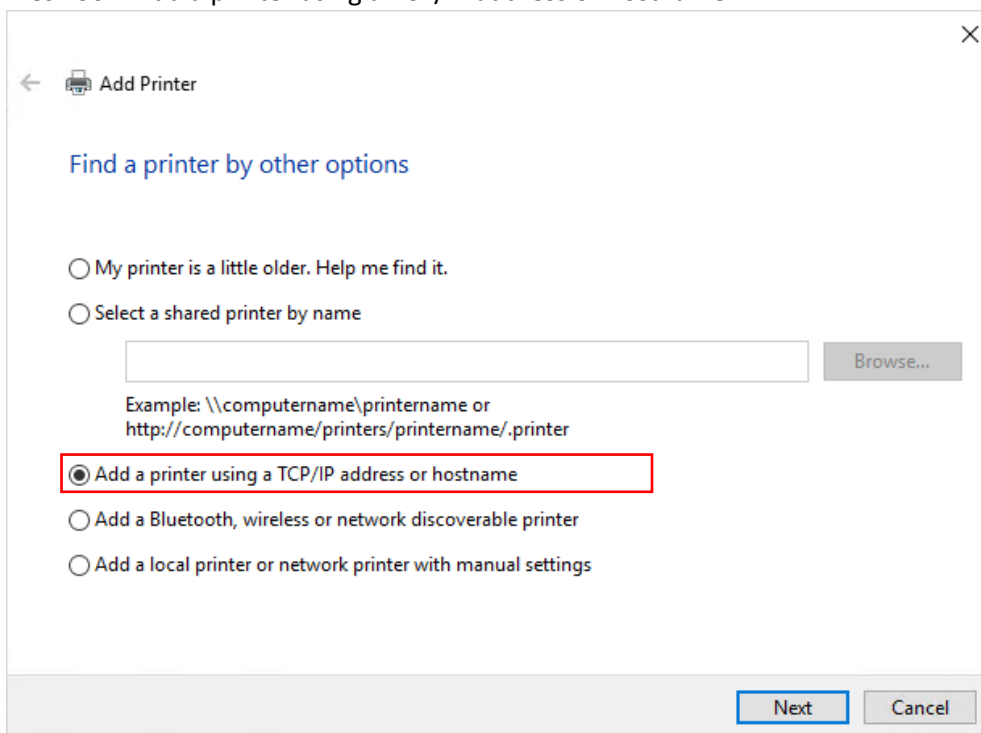 Add Printer
Find a printer by other options
My printer is a little older. Help me find it.
Select a shared printer by name
Browse...
Example: \\computername\printername or
http://computername/printers/printername/.printer
Add a printer using a TCP/IP address or hostname
Add a Bluetooth, wireless or network discoverable printer
Add a local printer or network printer with manual settings
Next
Cancel